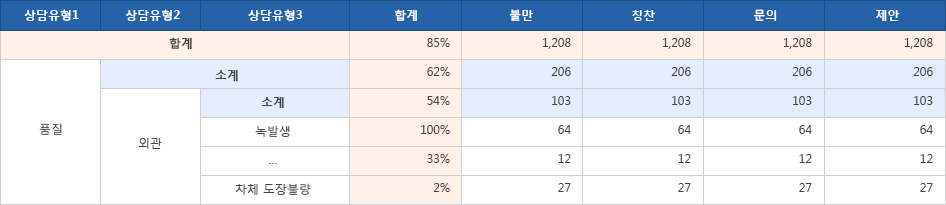 상담유형1 상담유형2 상담유형3 합계 불만 칭찬 문의 제안
합계 85% 1,208 1,208 1,208 1,208
소계 62% 206 206 206 206
소계 54% 103 103 103 103
품질 외관 녹발생 100% 64 64 64 64
... 33% 12 12 12 12
차체 도장불량 2% 27 27 27 27